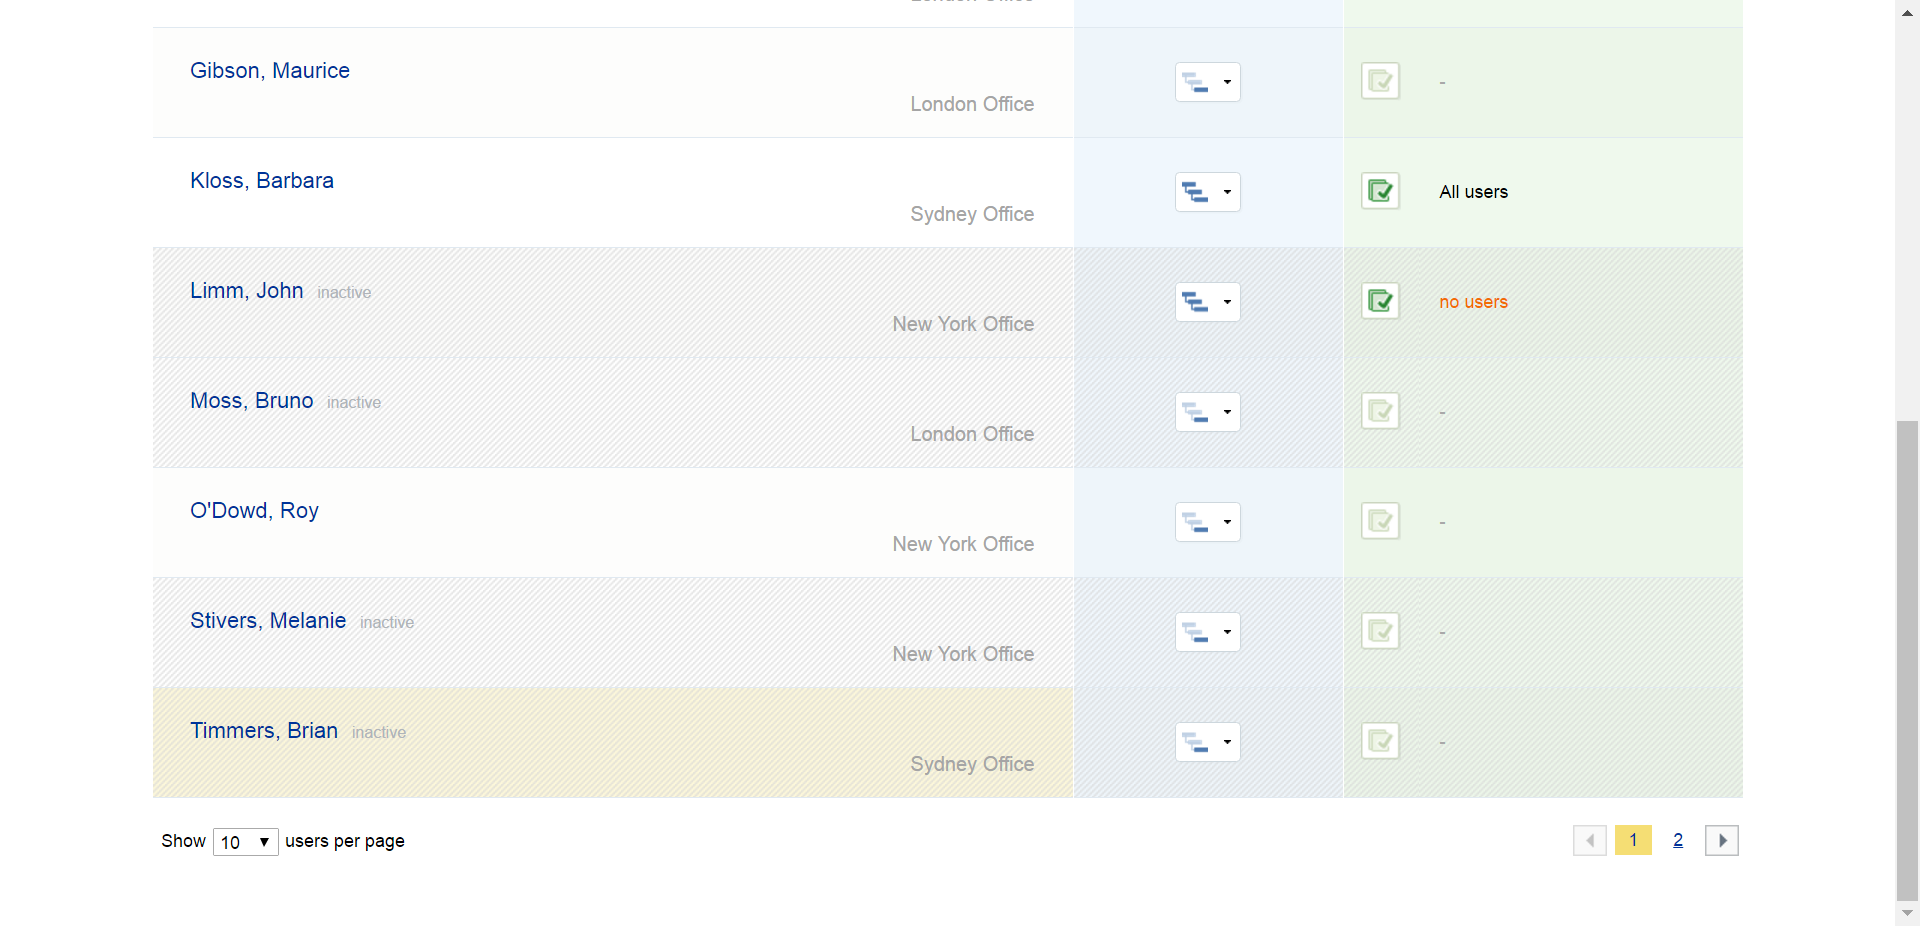 London Office
Gibson, Maurice
London Office
-
Kloss, Barbara
Sydney Office
All users
Limm, John inactive
New York Office
no users
Moss, Bruno inactive
London Office
-
O'Dowd, Roy
New York Office
-
Stivers, Melanie inactive
New York Office
-
Timmers, Brian inactive
Sydney Office
-
Show 10 users per page
1 2